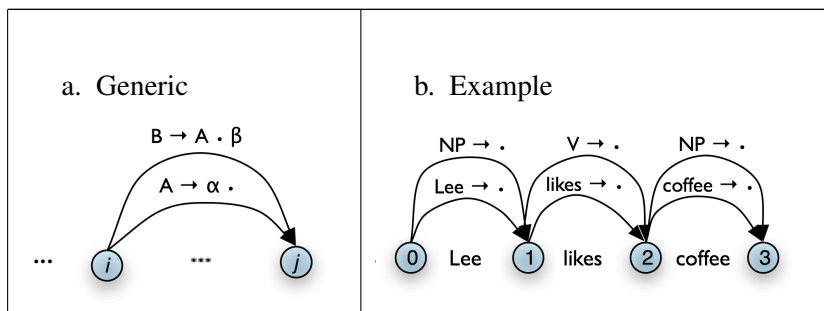 a. Generic
B → A • β
A → α •
... i ... j
b. Example
NP → • V → • NP → •
Lee → • likes → • coffee → •
0 Lee 1 likes 2 coffee 3